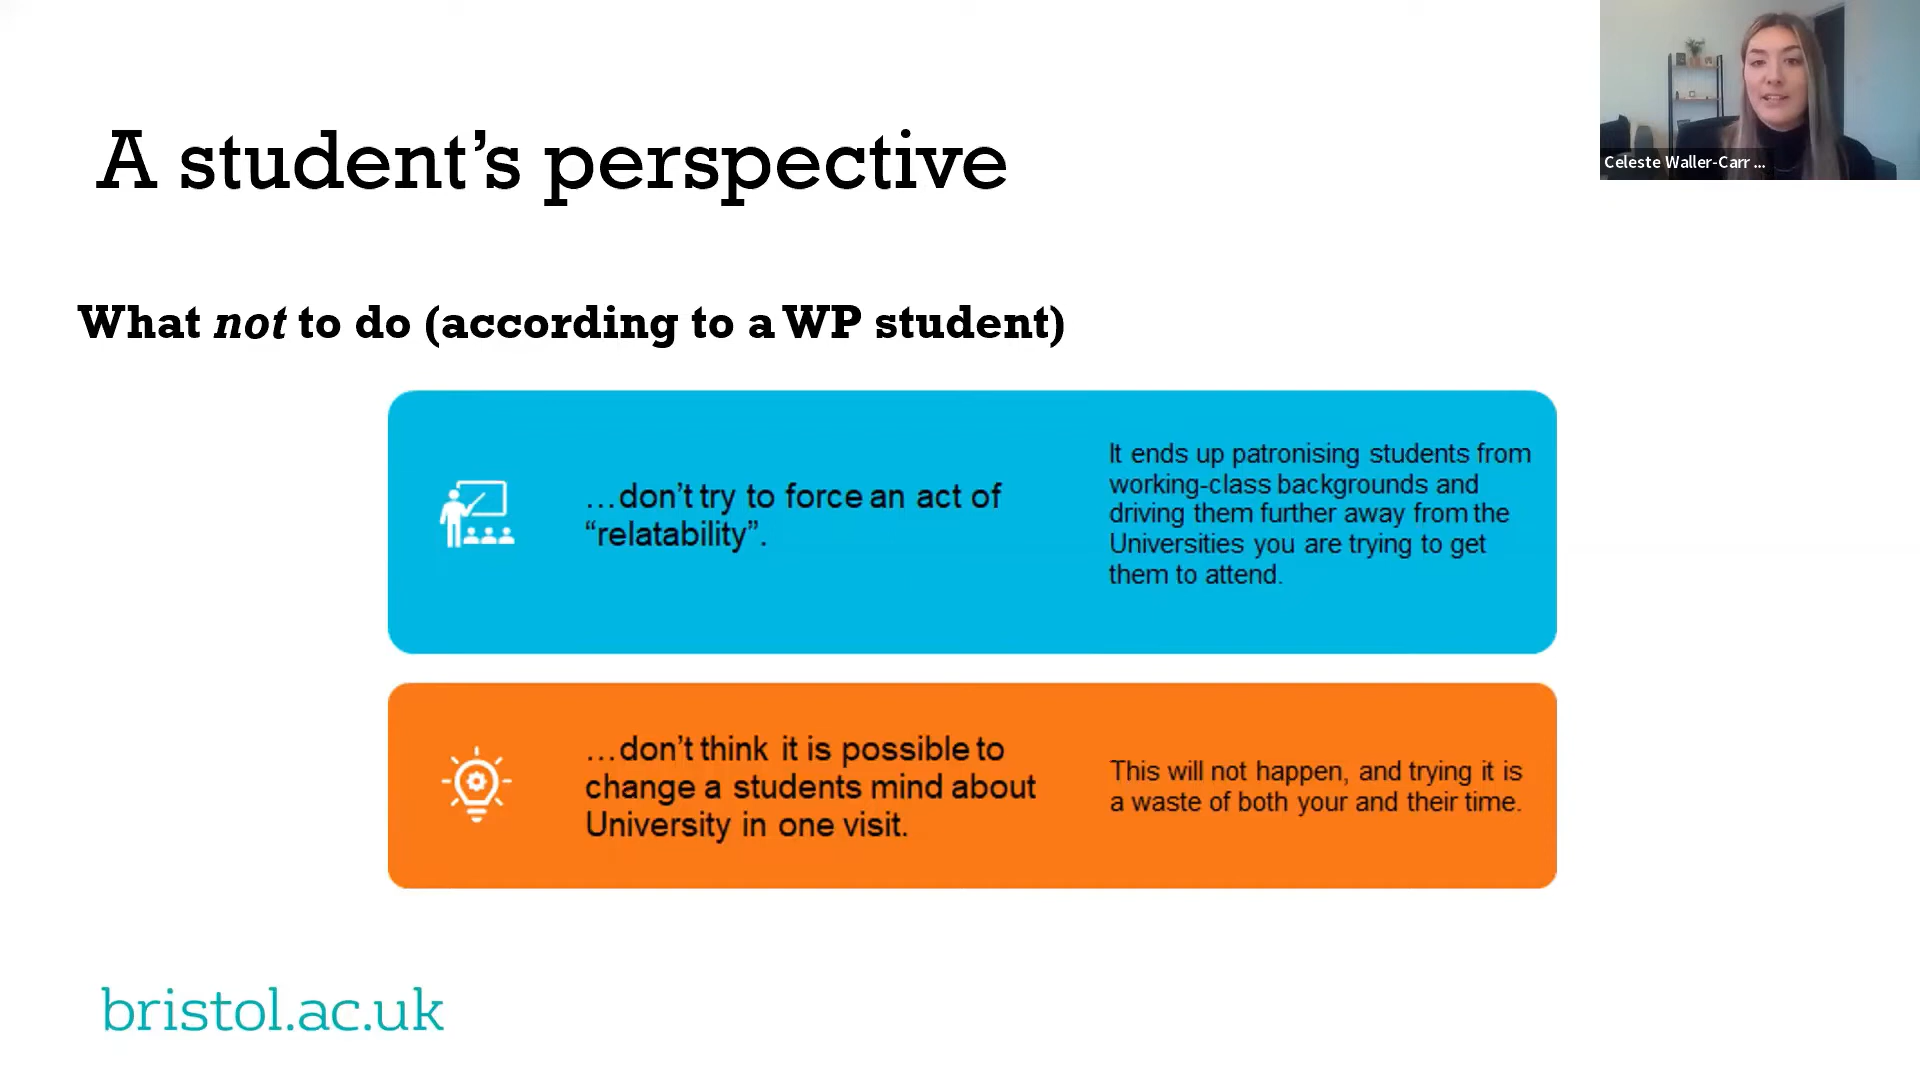 A student’s perspective
Celeste Waller-Carr ...
What not to do (according to a WP student)
…don’t try to force an act of
“relatability”.
It ends up patronising students from
working-class backgrounds and
driving them further away from the
Universities you are trying to get
them to attend.
…don’t think it is possible to
change a students mind about
University in one visit.
This will not happen, and trying it is
a waste of both your and their time.
bristol.ac.uk